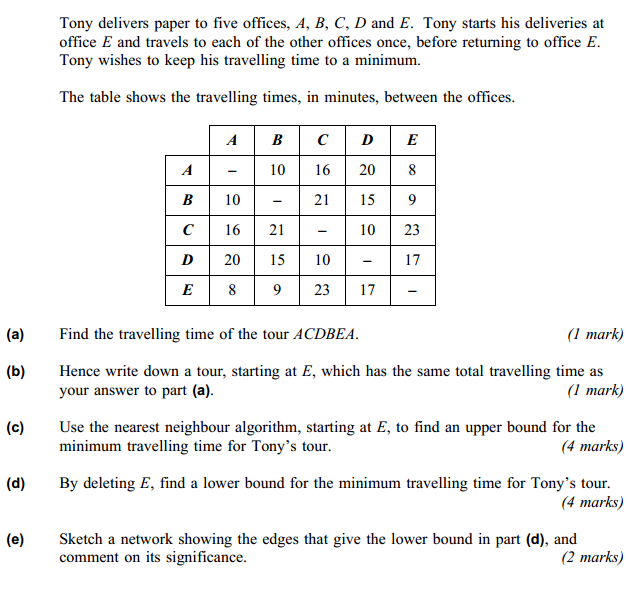 Tony delivers paper to five offices, A, B, C, D and E. Tony starts his deliveries at
office E and travels to each of the other offices once, before returning to office E.
Tony wishes to keep his travelling time to a minimum.
The table shows the travelling times, in minutes, between the offices.
A B C D E
A – 10 16 20 8
B 10 – 21 15 9
C 16 21 – 10 23
D 20 15 10 – 17
E 8 9 23 17 –
(a) Find the travelling time of the tour ACDBEA. (1 mark)
(b) Hence write down a tour, starting at E, which has the same total travelling time as
your answer to part (a). (1 mark)
(c) Use the nearest neighbour algorithm, starting at E, to find an upper bound for the
minimum travelling time for Tony's tour. (4 marks)
(d) By deleting E, find a lower bound for the minimum travelling time for Tony's tour.
(4 marks)
(e) Sketch a network showing the edges that give the lower bound in part (d), and
comment on its significance. (2 marks)